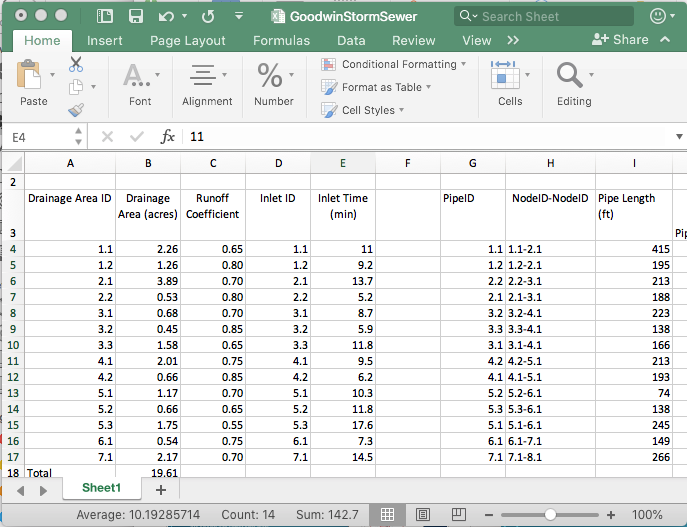 GoodwinStormSewer
Search Sheet
Home Insert Page Layout Formulas Data Review View >> Share
Paste
A..
Font
Alignment
%
Number
Conditional Formatting
Format as Table
Cell Styles
Cells
Editing
E4 fx 11
A B C D E F G H I
2
3 Drainage Area ID Drainage Area (acres) Runoff Coefficient Inlet ID Inlet Time (min) PipeID NodeID-NodeID Pipe Length (ft) Pip
4 1.1 2.26 0.65 1.1 11 1.1 1.1-2.1 415
5 1.2 1.26 0.80 1.2 9.2 1.2 1.2-2.1 195
6 2.1 3.89 0.70 2.1 13.7 2.2 2.2-3.1 213
7 2.2 0.53 0.80 2.2 5.2 2.1 2.1-3.1 188
8 3.1 0.68 0.70 3.1 8.7 3.2 3.2-4.1 223
9 3.2 0.45 0.85 3.2 5.9 3.3 3.3-4.1 138
10 3.3 1.58 0.65 3.3 11.8 3.1 3.1-4.1 166
11 4.1 2.01 0.75 4.1 9.5 4.2 4.2-5.1 213
12 4.2 0.66 0.85 4.2 6.2 4.1 4.1-5.1 193
13 5.1 1.17 0.70 5.1 10.3 5.2 5.2-6.1 74
14 5.2 0.66 0.65 5.2 11.8 5.3 5.3-6.1 138
15 5.3 1.75 0.55 5.3 17.6 5.1 5.1-6.1 245
16 6.1 0.54 0.75 6.1 7.3 6.1 6.1-7.1 149
17 7.1 2.17 0.70 7.1 14.5 7.1 7.1-8.1 266
18 Total 19.61
Sheet1 +
Average: 10.19285714 Count: 14 Sum: 142.7 − + 100%